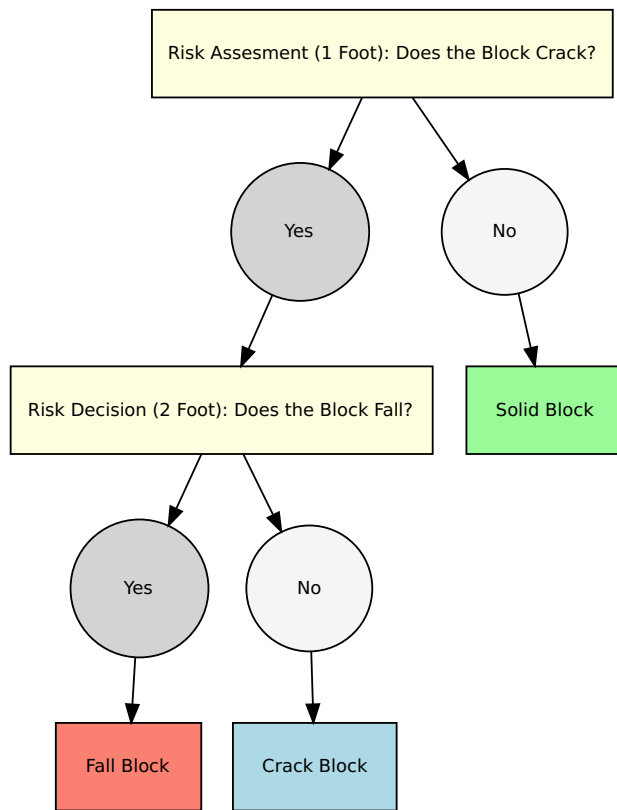 Risk Assesment (1 Foot): Does the Block Crack?
Yes
No
Risk Decision (2 Foot): Does the Block Fall?
Solid Block
Yes
No
Fall Block
Crack Block